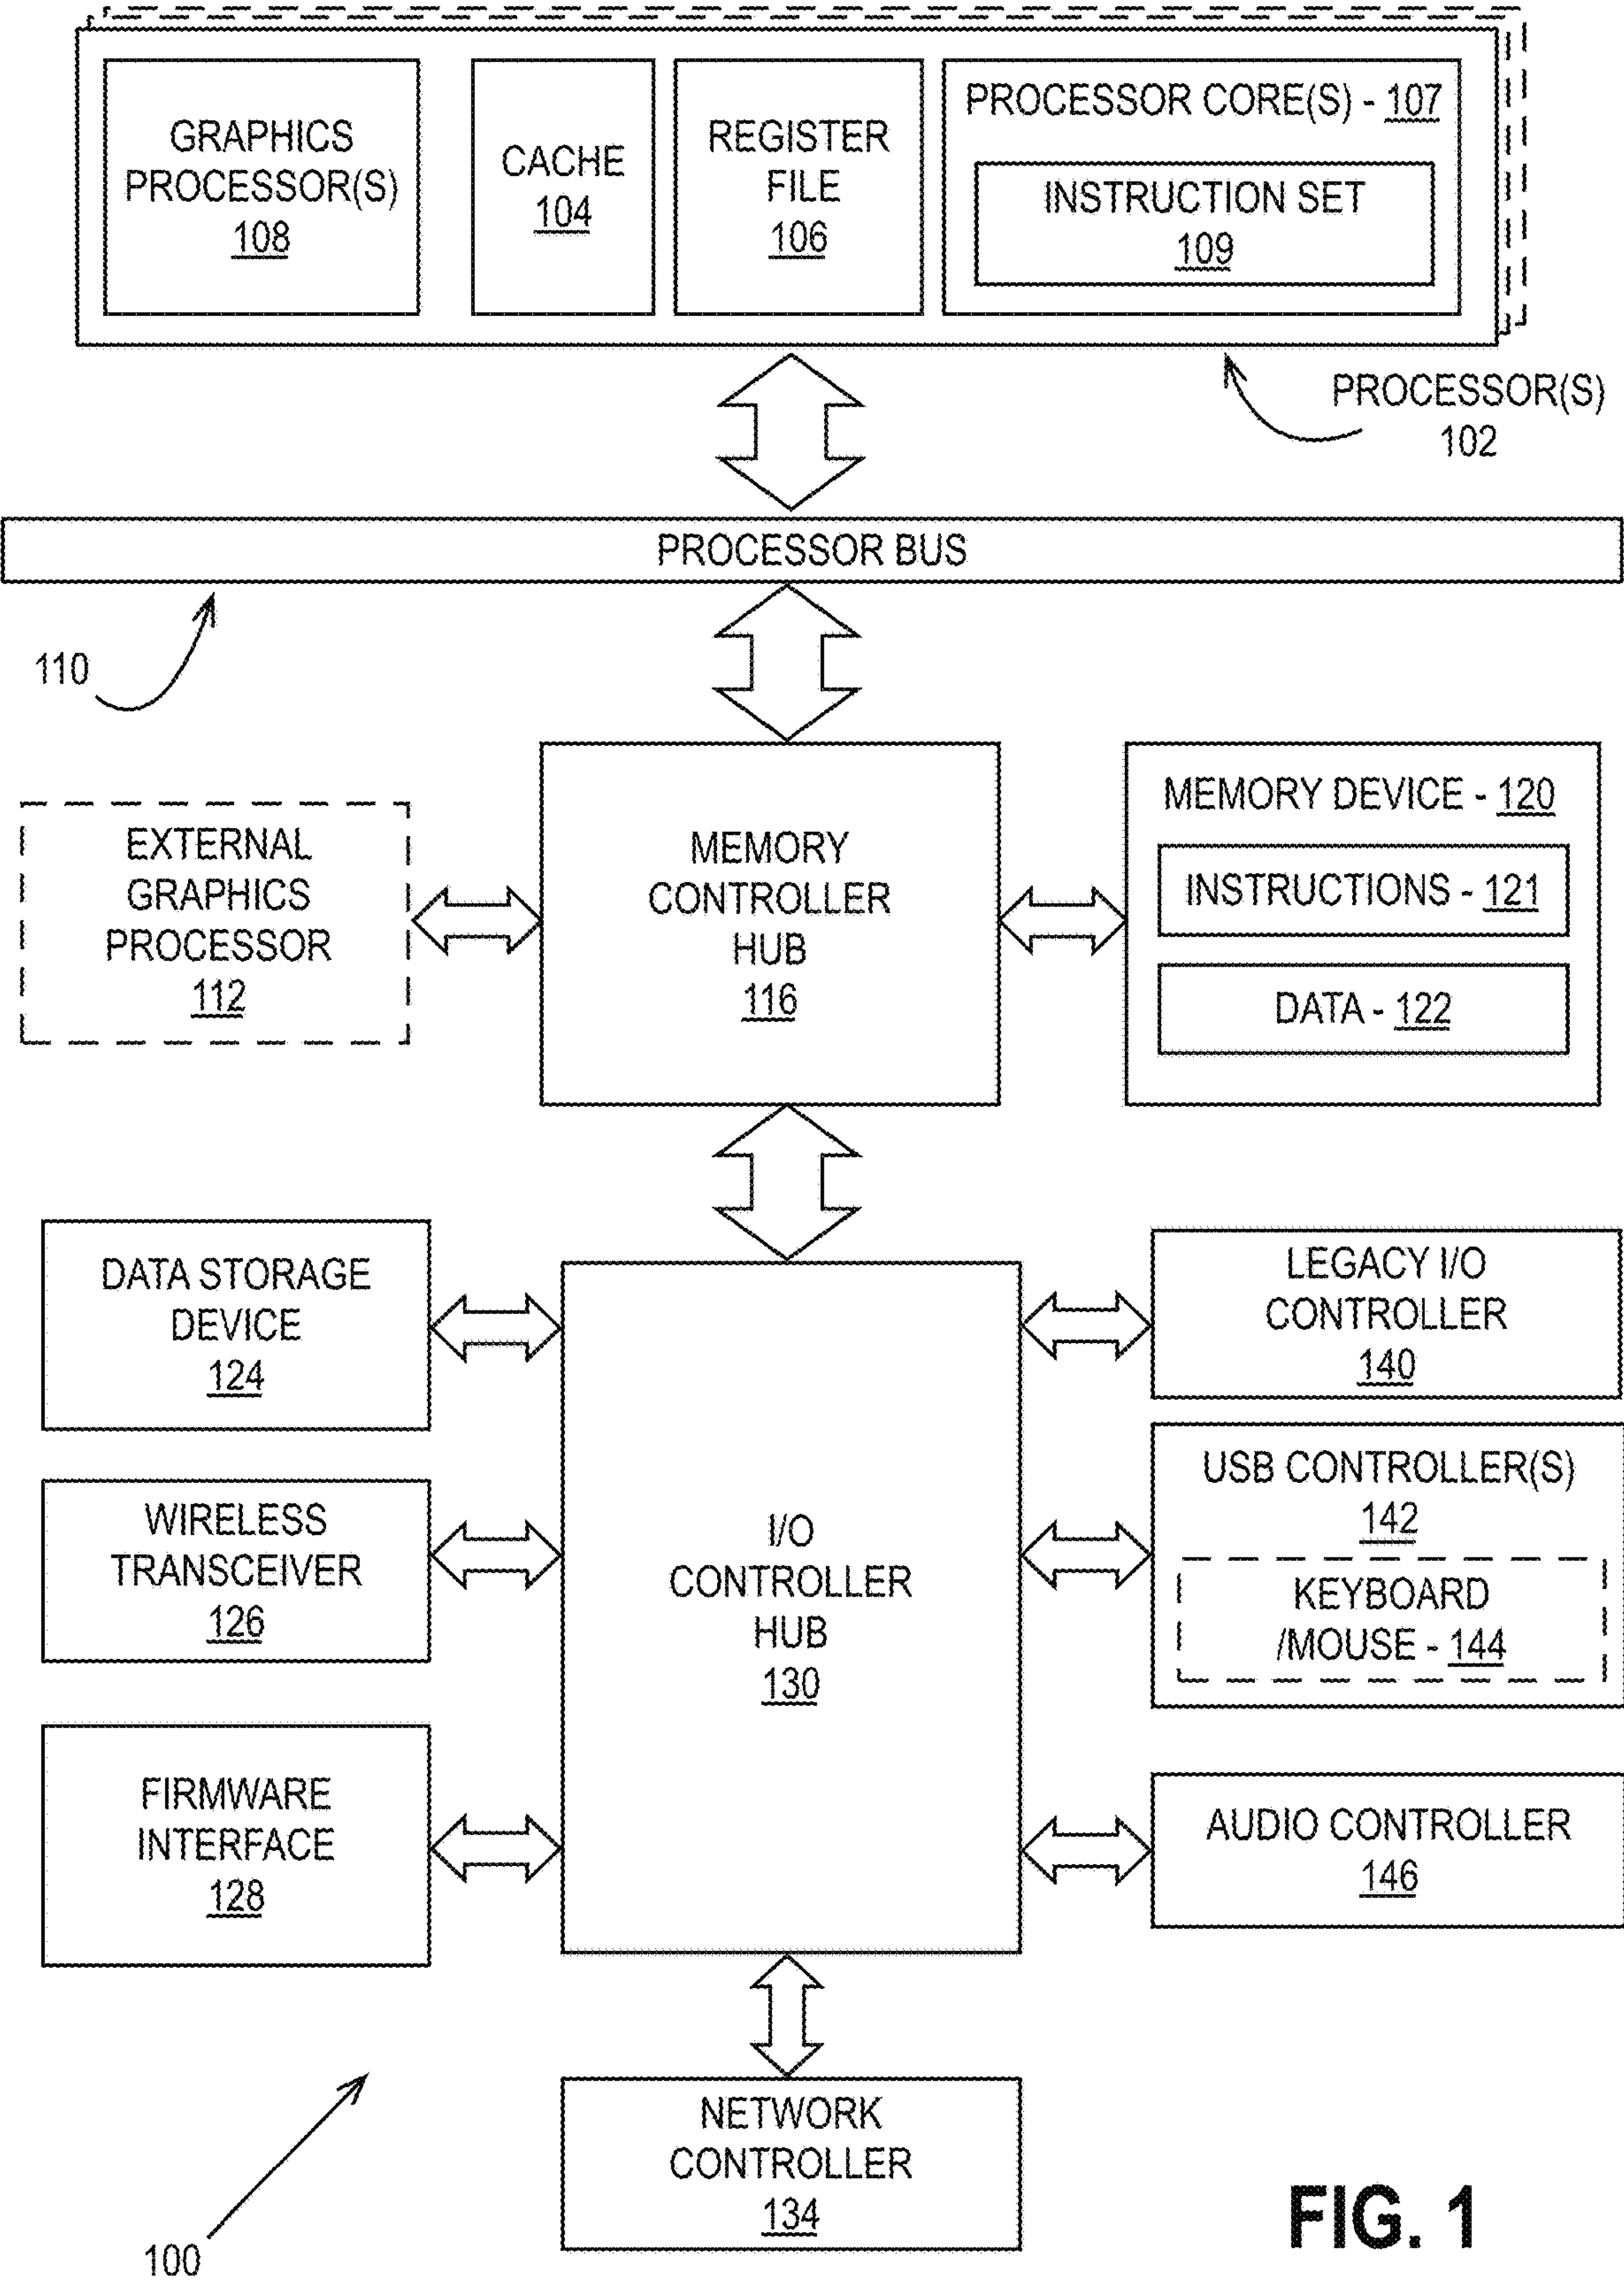 GRAPHICS
PROCESSOR(S)
108
CACHE
104
REGISTER
FILE
106
PROCESSOR CORE(S) - 107
INSTRUCTION SET
109
PROCESSOR(S)
102
PROCESSOR BUS
110
EXTERNAL
GRAPHICS
PROCESSOR
112
MEMORY
CONTROLLER
HUB
116
MEMORY DEVICE - 120
INSTRUCTIONS - 121
DATA - 122
DATA STORAGE
DEVICE
124
WIRELESS
TRANSCEIVER
126
FIRMWARE
INTERFACE
128
I/O
CONTROLLER
HUB
130
LEGACY I/O
CONTROLLER
140
USB CONTROLLER(S)
142
KEYBOARD
/MOUSE - 144
AUDIO CONTROLLER
146
NETWORK
CONTROLLER
134
100
FIG. 1